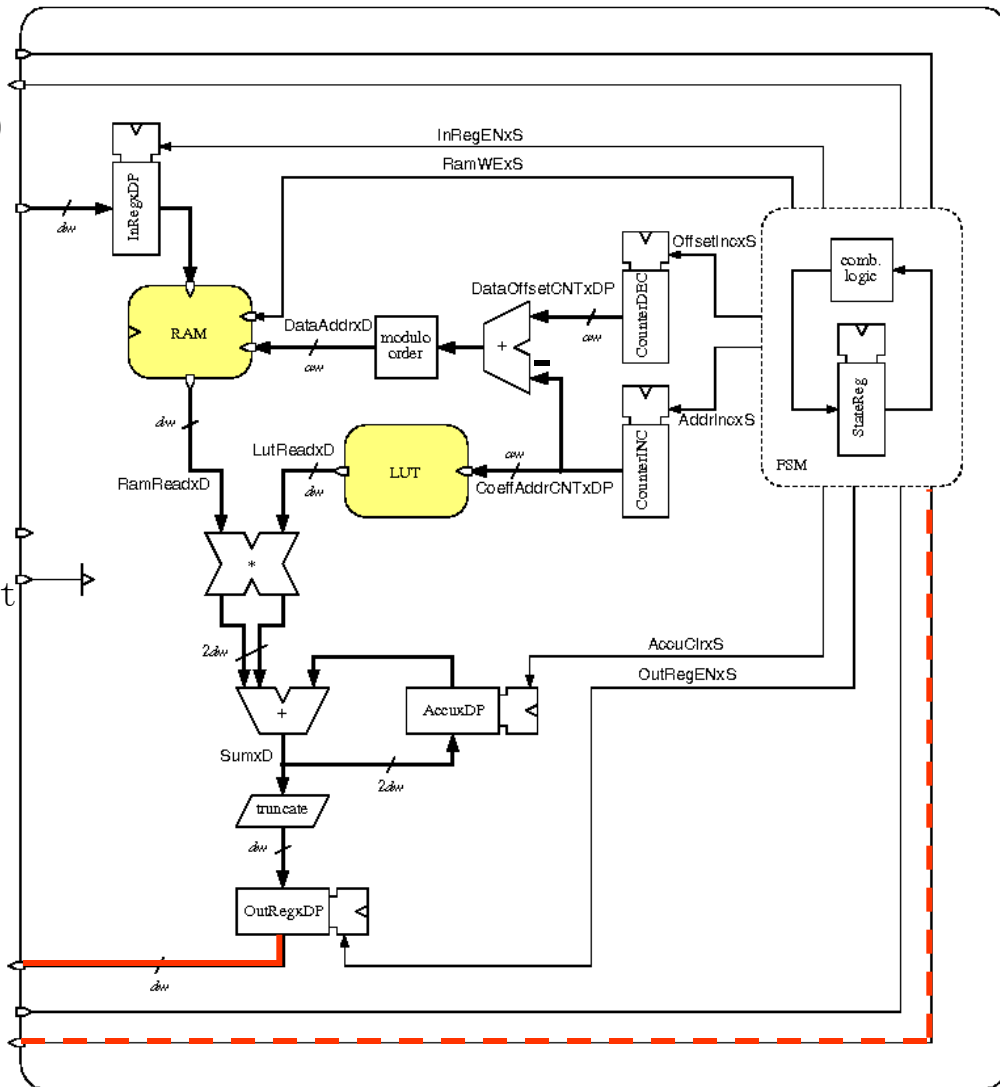 )
InRegENxS
RamWExS
InRegxDP
dw
OffsetIncxS
comb.
logic
CounterDEC
DataOffsetCNTxDP
RAM
DataAddrxD
modulo
order
+
cw
cw
StateReg
AddrIncxS
CounterINC
dw
LutReadxD
cw
LUT
FSM
RamReadxD
dw
CoeffAddrCNTxDP
*
t
2dw
AccuClrxS
OutRegENxS
AccuxDP
+
SumxD
2dw
truncate
dw
OutRegxDP
dw